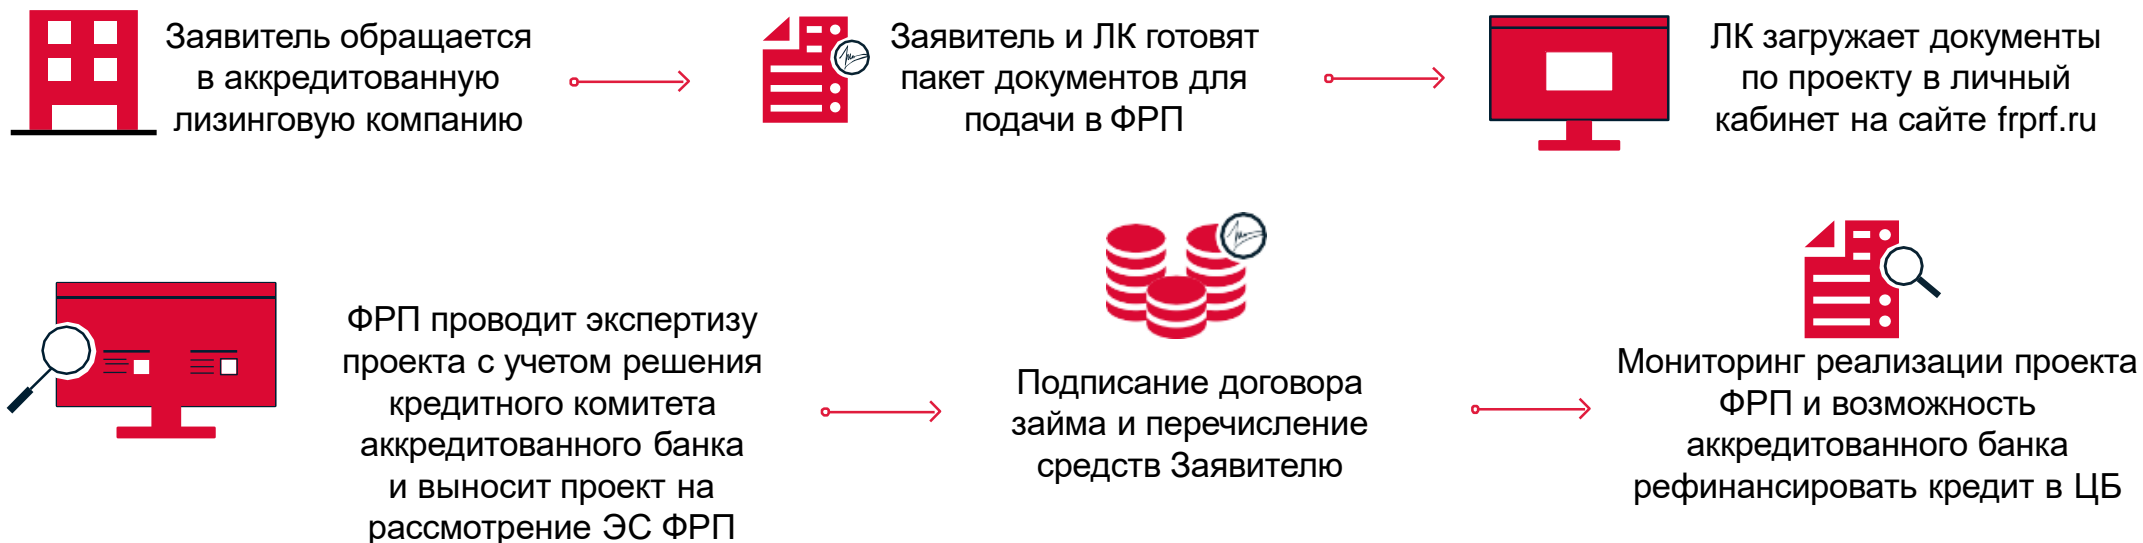 Заявитель обращается
в аккредитованную
лизинговую компанию
Заявитель и ЛК готовят
пакет документов для
подачи в ФРП
ЛК загружает документы
по проекту в личный
кабинет на сайте frprf.ru
ФРП проводит экспертизу
проекта с учетом решения
кредитного комитета
аккредитованного банка
и выносит проект на
рассмотрение ЭС ФРП
Подписание договора
займа и перечисление
средств Заявителю
Мониторинг реализации проекта
ФРП и возможность
аккредитованного банка
рефинансировать кредит в ЦБ